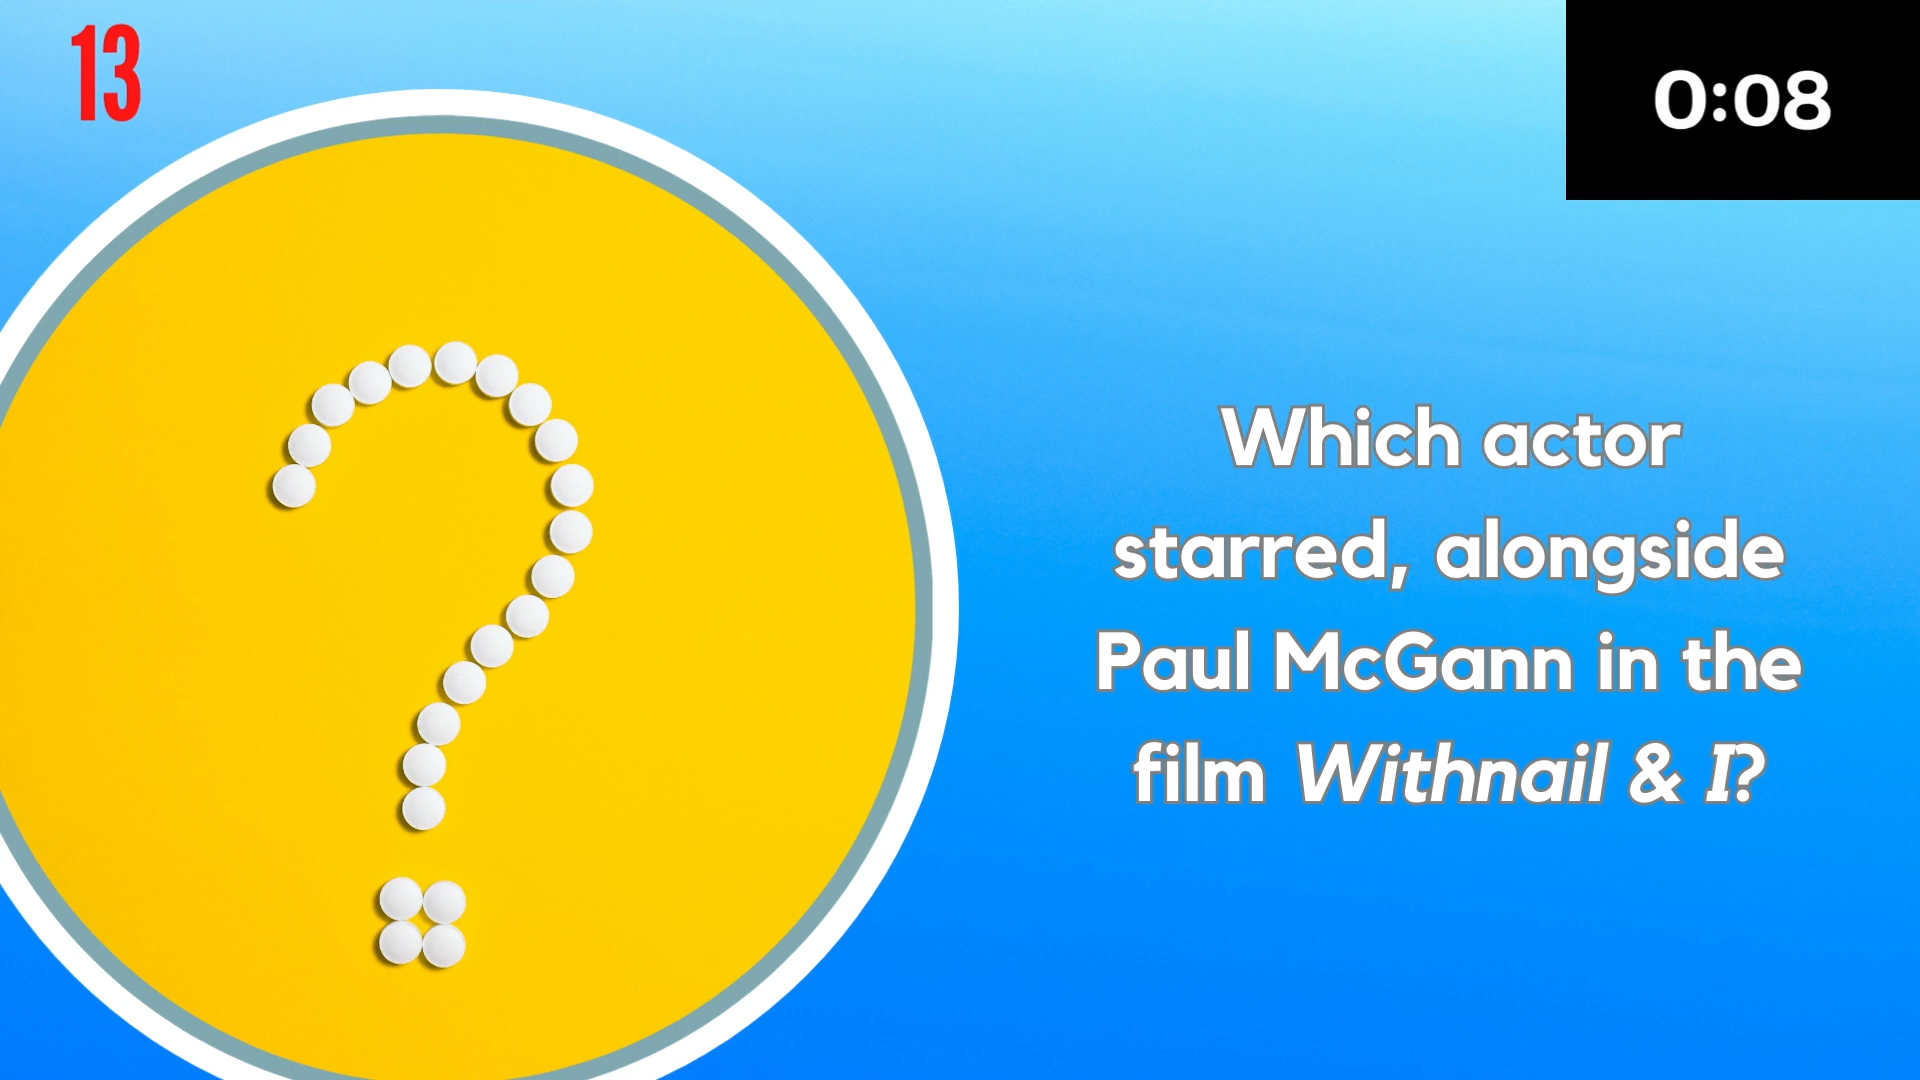 13
0:08
Which actor
starred, alongside
Paul McGann in the
film Withnail & I?